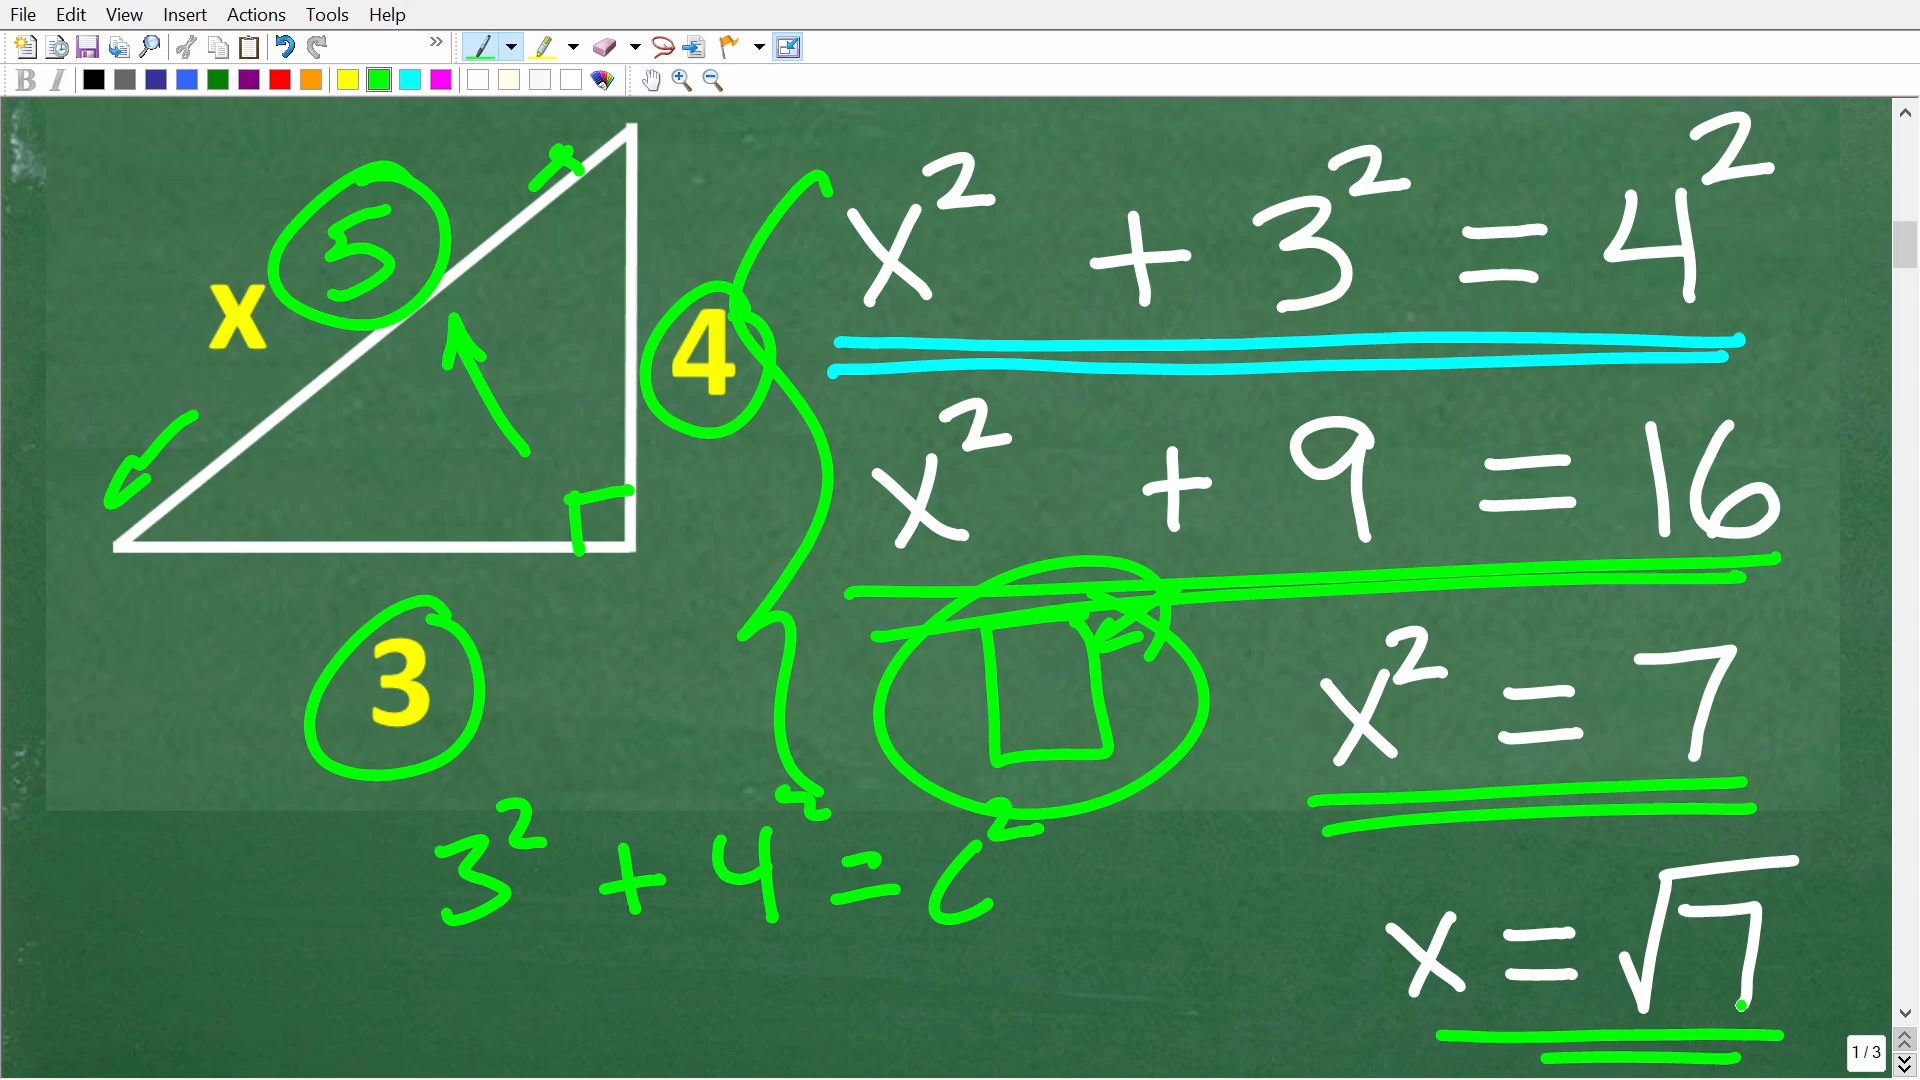 File Edit View Insert Actions Tools Help
B I
5
x
4
3
x² + 3² = 4²
x² + 9 = 16
x² = 7
x = √7
3² + 4² = c²
1 / 3